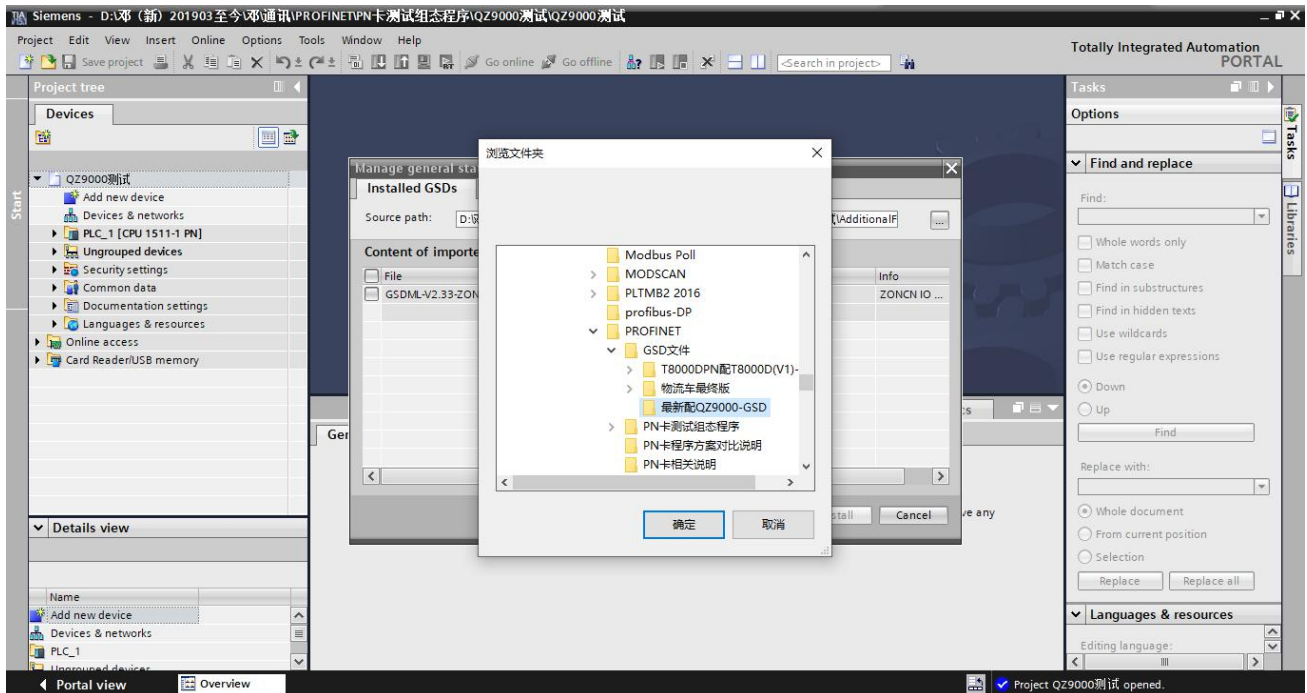 Siemens - D:\邓（新）201903至今\邓\通讯\PROFINET\PN卡测试组态程序\QZ9000测试\QZ9000测试
Project Edit View Insert Online Options Tools Window Help
Totally Integrated Automation
PORTAL
Save project Go online Go offline <Search in project>
Project tree
Devices
QZ9000测试
Add new device
Devices & networks
PLC_1 [CPU 1511-1 PN]
Ungrouped devices
Security settings
Common data
Documentation settings
Languages & resources
Online access
Card Reader/USB memory
Start
Details view
Name
Add new device
Devices & networks
PLC_1
Ungrouped devices
Manage general sta
Installed GSDs
Source path: D:\ \AdditionalF ...
Content of importe
File Info
GSDML-V2.33-ZON ZONCN IO ...
Cancel
浏览文件夹
Modbus Poll
MODSCAN
PLTMB2 2016
profibus-DP
PROFINET
GSD文件
T8000DPN配T8000D(V1)-
物流车最终版
最新配QZ9000-GSD
PN卡测试组态程序
PN卡程序方案对比说明
PN卡相关说明
确定 取消
Ger
ve any
Tasks
Options
Find and replace
Find:
Whole words only
Match case
Find in substructures
Find in hidden texts
Use wildcards
Use regular expressions
Down
Up
Find
Replace with:
Whole document
From current position
Selection
Replace Replace all
Languages & resources
Editing language:
Tasks
Libraries
Portal view Overview
Project QZ9000测试 opened.